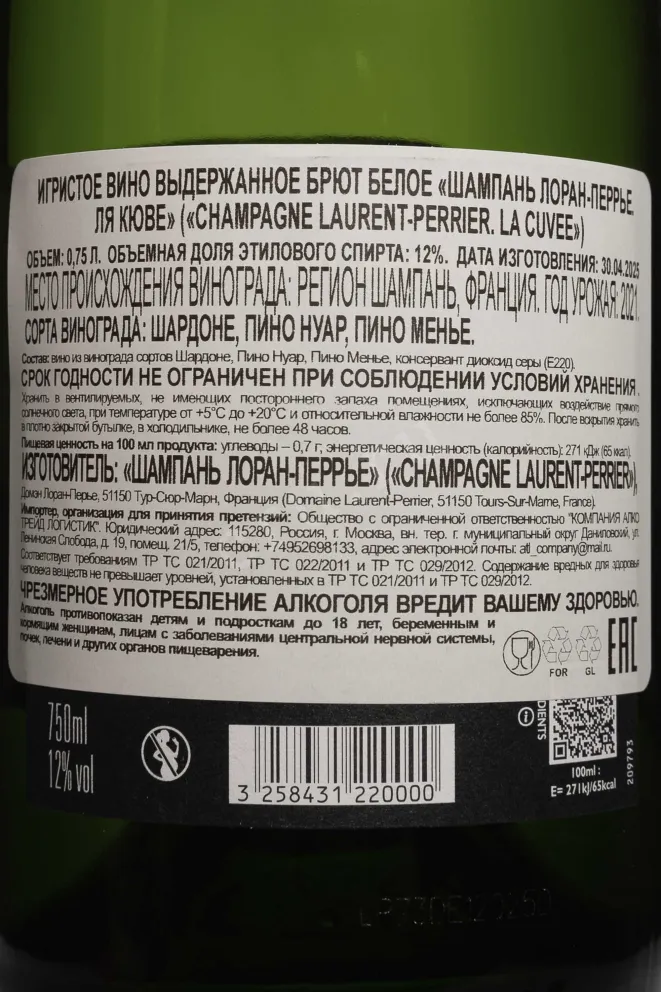 ИГРИСТОЕ ВИНО ВЫДЕРЖАННОЕ БРЮТ БЕЛОЕ «ШАМПАНЬ ЛОРАН-ПЕРРЬЕ.
ЛЯ КЮВЕ» («CHAMPAGNE LAURENT-PERRIER. LA CUVEE»)
ОБЪЕМ: 0,75 Л. ОБЪЕМНАЯ ДОЛЯ ЭТИЛОВОГО СПИРТА: 12%. ДАТА ИЗГОТОВЛЕНИЯ: 30.04.2025
МЕСТО ПРОИСХОЖДЕНИЯ ВИНОГРАДА: РЕГИОН ШАМПАНЬ, ФРАНЦИЯ. ГОД УРОЖАЯ: 2021.
СОРТА ВИНОГРАДА: ШАРДОНЕ, ПИНО НУАР, ПИНО МЕНЬЕ.
Состав: вино из винограда сортов Шардоне, Пино Нуар, Пино Менье, консервант диоксид серы (Е220).
СРОК ГОДНОСТИ НЕ ОГРАНИЧЕН ПРИ СОБЛЮДЕНИИ УСЛОВИЙ ХРАНЕНИЯ.
Хранить в вентилируемых, не имеющих постороннего запаха помещениях, исключающих воздействие прямого
солнечного света, при температуре от +5°С до +20°С и относительной влажности не более 85%. После вскрытия хранить
в плотно закрытой бутылке, в холодильнике, не более 48 часов.
Пищевая ценность на 100 мл продукта: углеводы – 0,7 г; энергетическая ценность (калорийность): 271 кДж (65 ккал).
ИЗГОТОВИТЕЛЬ: «ШАМПАНЬ ЛОРАН-ПЕРРЬЕ» («CHAMPAGNE LAURENT-PERRIER»),
Домэн Лоран-Перье, 51150 Тур-Сюр-Марн, Франция (Domaine Laurent-Perrier, 51150 Tours-Sur-Marne, France).
Импортер, организация для принятия претензий: Общество с ограниченной ответственностью "КОМПАНИЯ АЛКО
ТРЕЙД ЛОГИСТИК". Юридический адрес: 115280, Россия, г. Москва, вн. тер. г. муниципальный округ Даниловский, ул.
Ленинская Слобода, д. 19, помещ. 21/5, телефон: +74952698133, адрес электронной почты: atl_company@mail.ru.
Соответствует требованиям ТР ТС 021/2011, ТР ТС 022/2011 и ТР ТС 029/2012. Содержание вредных для здоровья
человека веществ не превышает уровней, установленных в ТР ТС 021/2011 и ТР ТС 029/2012.
ЧРЕЗМЕРНОЕ УПОТРЕБЛЕНИЕ АЛКОГОЛЯ ВРЕДИТ ВАШЕМУ ЗДОРОВЬЮ.
Алкоголь противопоказан детям и подросткам до 18 лет, беременным и
кормящим женщинам, лицам с заболеваниями центральной нервной системы,
почек, печени и других органов пищеварения.
FOR GL EAC
750ml
12% vol
3 258431 220000
DIENTS
100ml :
E= 271kJ/65kcal
209793